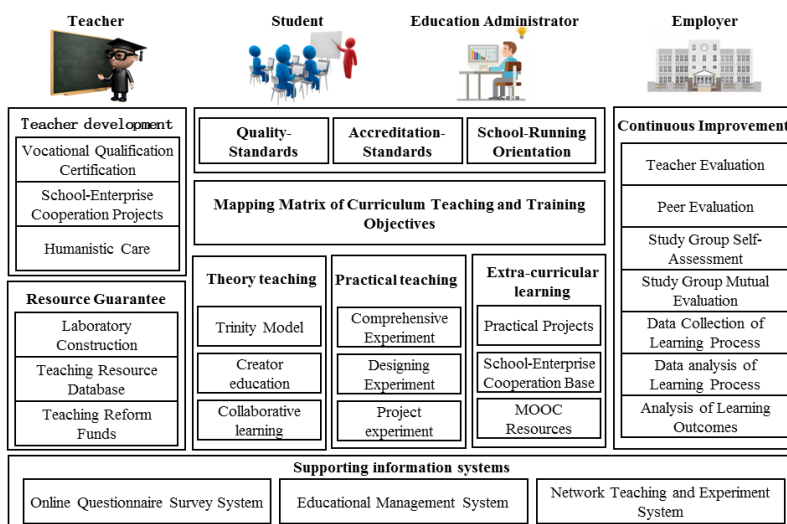 Teacher
Student
Education Administrator
Employer
Teacher development
Vocational Qualification
Certification
School-Enterprise
Cooperation Projects
Humanistic Care
Resource Guarantee
Laboratory
Construction
Teaching Resource
Database
Teaching Reform
Funds
Quality-
Standards
Accreditation-
Standards
School-Running
Orientation
Mapping Matrix of Curriculum Teaching and Training
Objectives
Theory teaching
Trinity Model
Creator
education
Collaborative
learning
Practical teaching
Comprehensive
Experiment
Designing
Experiment
Project
experiment
Extra-curricular
learning
Practical Projects
School-Enterprise
Cooperation Base
MOOC
Resources
Continuous Improvement
Teacher Evaluation
Peer Evaluation
Study Group Self-
Assessment
Study Group Mutual
Evaluation
Data Collection of
Learning Process
Data analysis of
Learning Process
Analysis of Learning
Outcomes
Supporting information systems
Online Questionnaire Survey System
Educational Management System
Network Teaching and Experiment
System